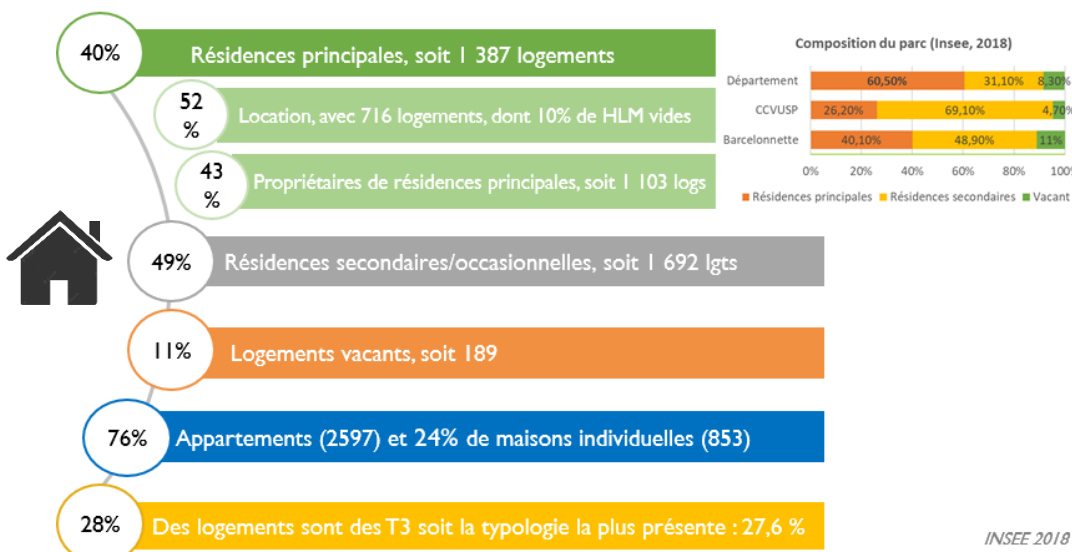 40%
Résidences principales, soit 1 387 logements
52
%
Location, avec 716 logements, dont 10% de HLM vides
43
%
Propriétaires de résidences principales, soit 1 103 logs
49%
Résidences secondaires/occasionnelles, soit 1 692 lgts
11%
Logements vacants, soit 189
76%
Appartements (2597) et 24% de maisons individuelles (853)
28%
Des logements sont des T3 soit la typologie la plus présente : 27,6 %
Composition du parc (Insee, 2018)
Département 60,50% 31,10% 8,30%
CCVUSP 26,20% 69,10% 4,70%
Barcelonnette 40,10% 48,90% 11%
0% 20% 40% 60% 80% 100%
Résidences principales Résidences secondaires Vacant
INSEE 2018